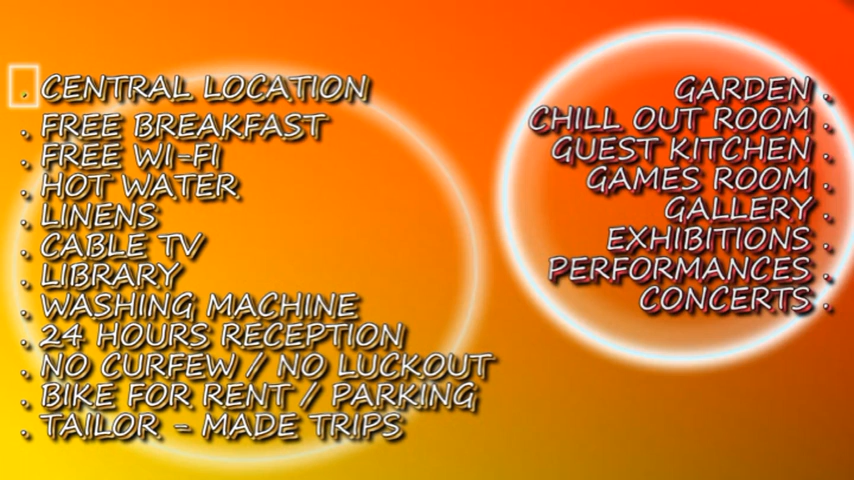 . CENTRAL LOCATION
. FREE BREAKFAST
. FREE WI-FI
. HOT WATER
. LINENS
. CABLE TV
. LIBRARY
. WASHING MACHINE
. 24 HOURS RECEPTION
. NO CURFEW / NO LUCKOUT
. BIKE FOR RENT / PARKING
. TAILOR - MADE TRIPS
GARDEN .
CHILL OUT ROOM .
GUEST KITCHEN .
GAMES ROOM .
GALLERY .
EXHIBITIONS .
PERFORMANCES .
CONCERTS .